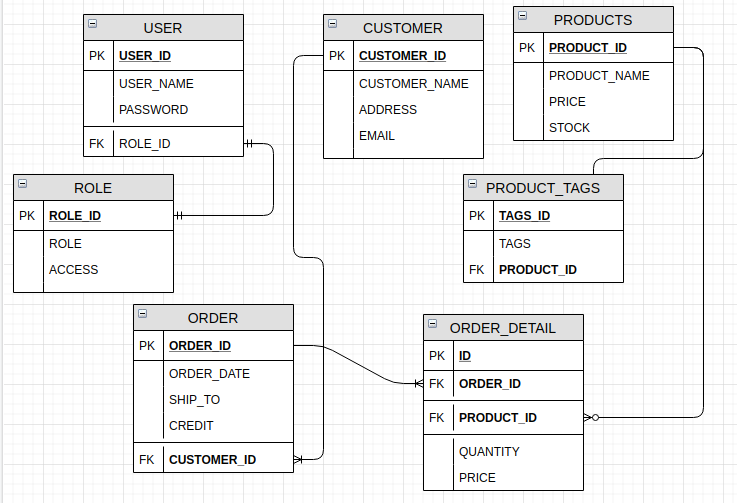 USER
PK USER_ID
USER_NAME
PASSWORD
FK ROLE_ID
CUSTOMER
PK CUSTOMER_ID
CUSTOMER_NAME
ADDRESS
EMAIL
PRODUCTS
PK PRODUCT_ID
PRODUCT_NAME
PRICE
STOCK
ROLE
PK ROLE_ID
ROLE
ACCESS
PRODUCT_TAGS
PK TAGS_ID
TAGS
FK PRODUCT_ID
ORDER
PK ORDER_ID
ORDER_DATE
SHIP_TO
CREDIT
FK CUSTOMER_ID
ORDER_DETAIL
PK ID
FK ORDER_ID
FK PRODUCT_ID
QUANTITY
PRICE